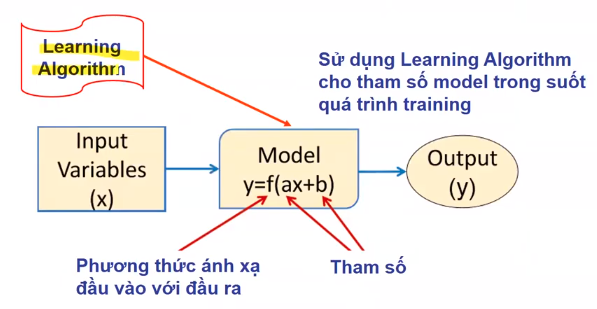 Learning
Algorithm
Sử dụng Learning Algorithm
cho tham số model trong suốt
quá trình training
Input
Variables
(x)
Model
y=f(ax+b)
Output
(y)
Phương thức ánh xạ
đầu vào với đầu ra
Tham số